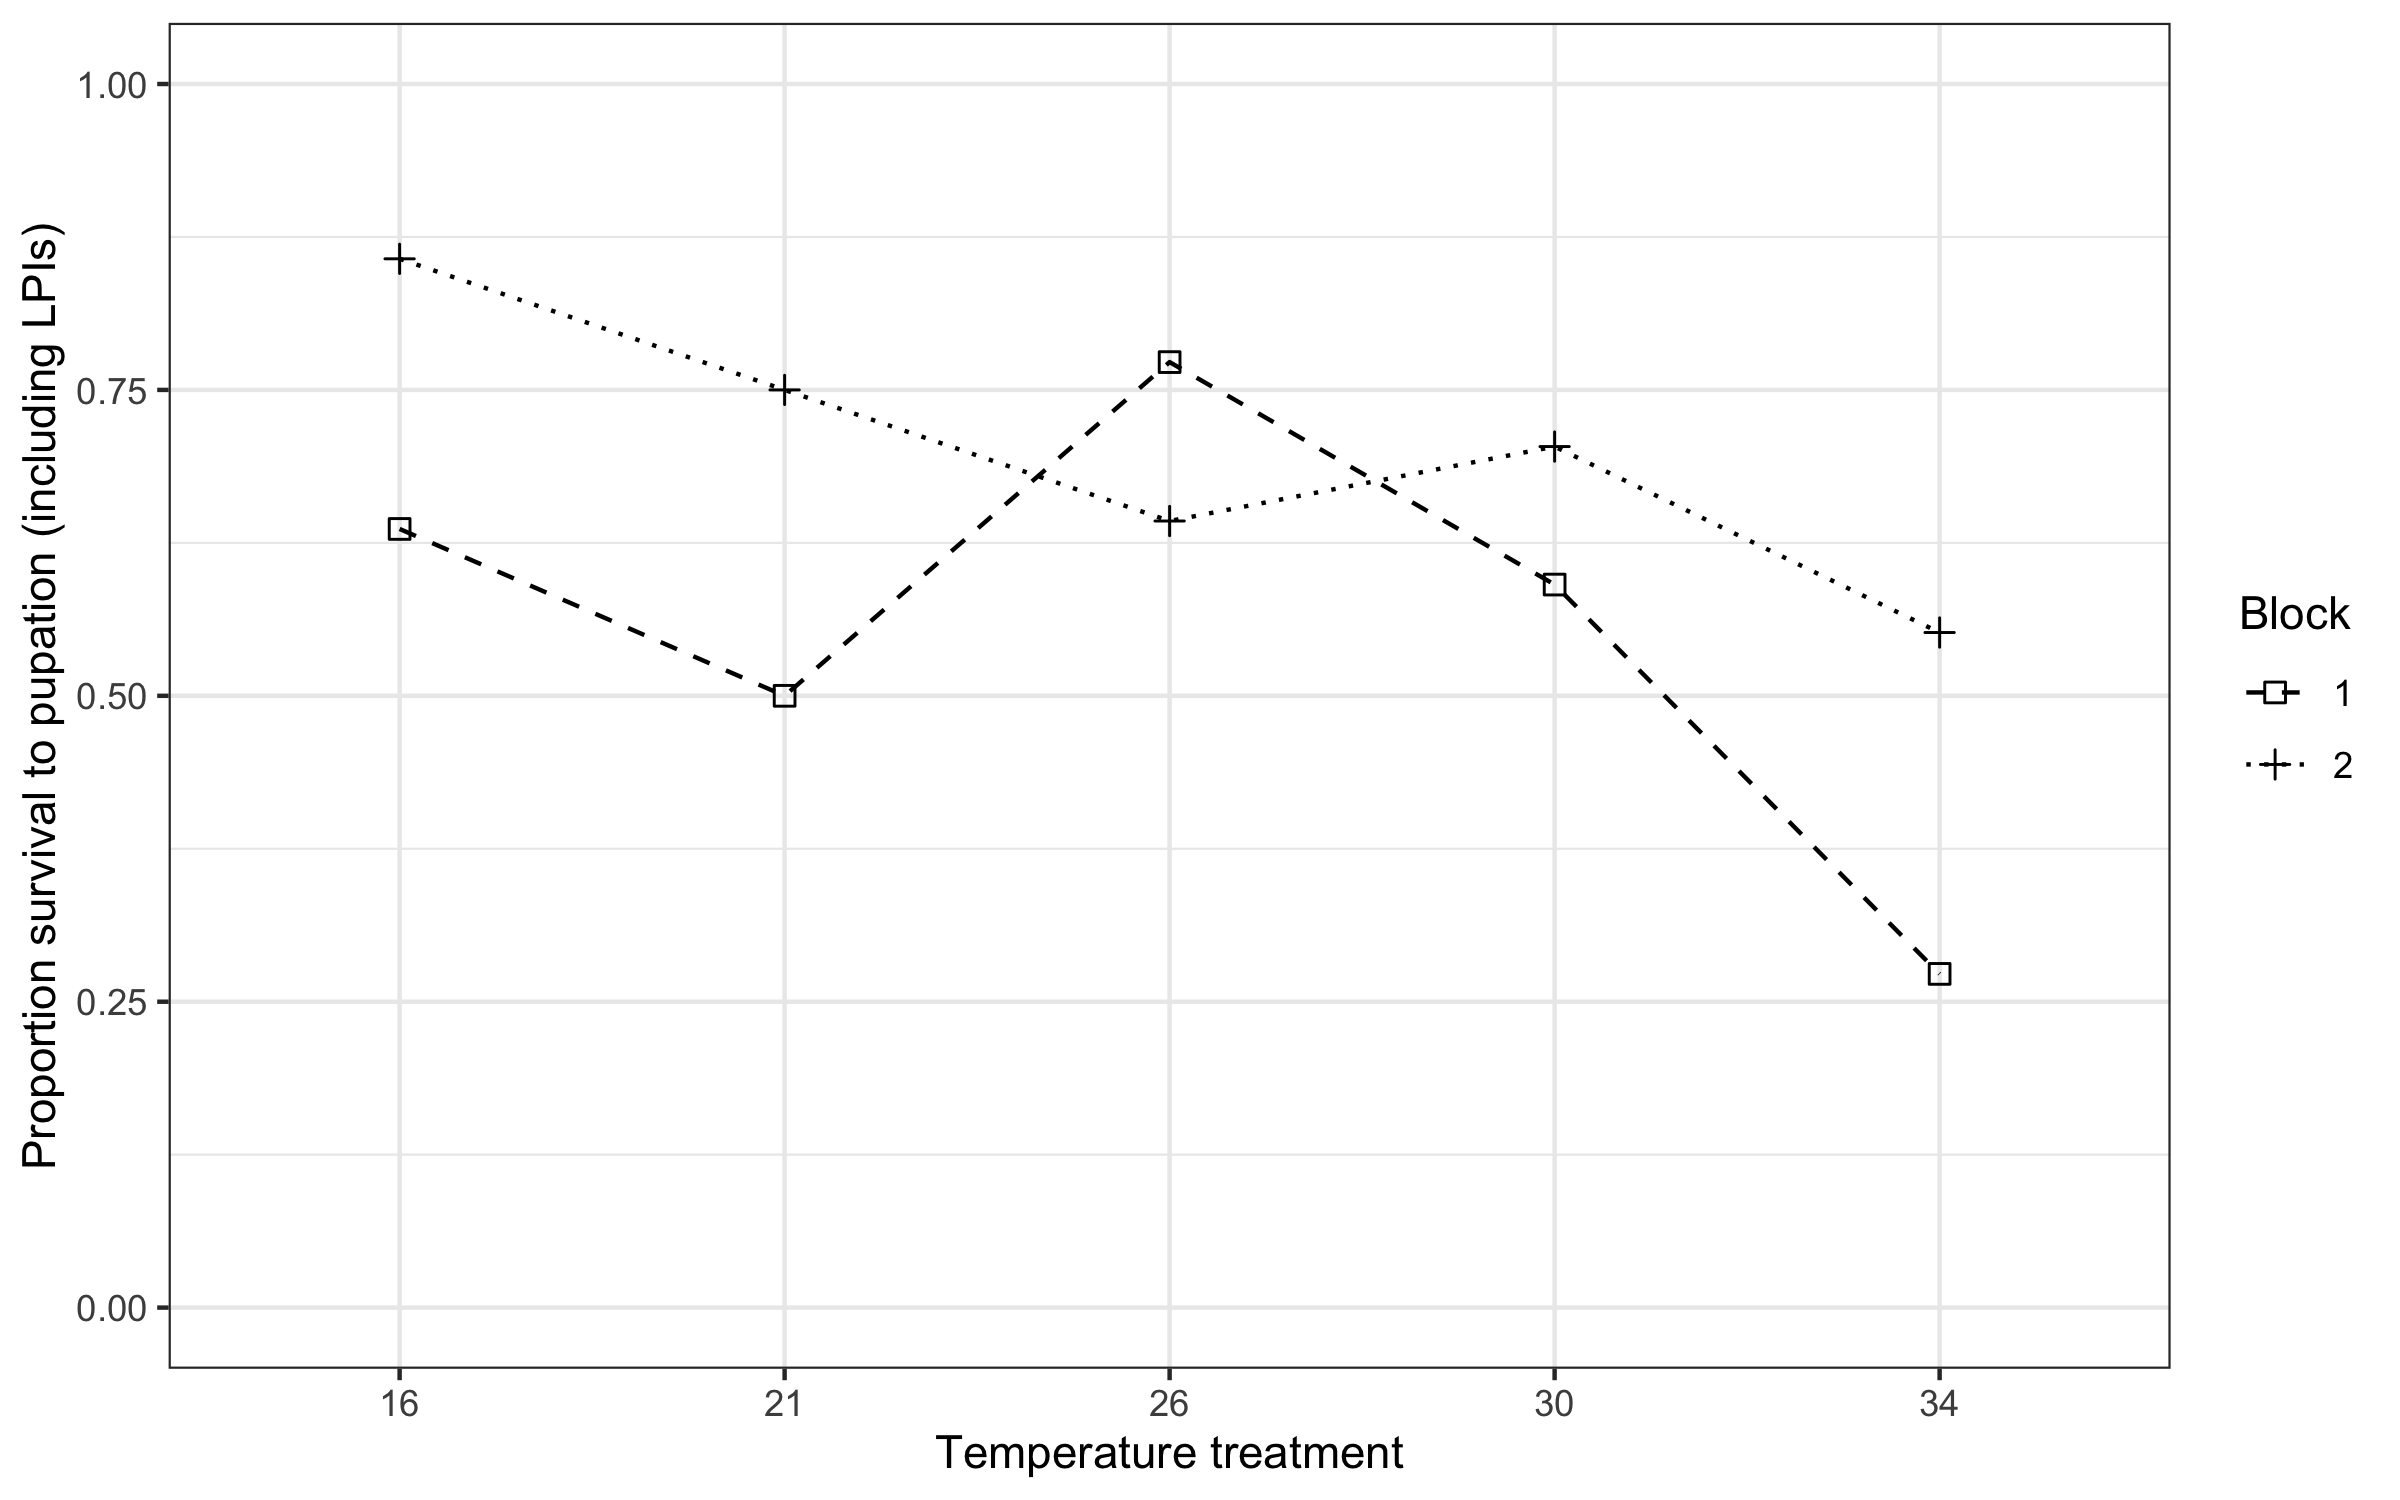 Proportion survival to pupation (including LPIs)
1.00
0.75
0.50
0.25
0.00
16 21 26 30 34
Temperature treatment
Block
1
2